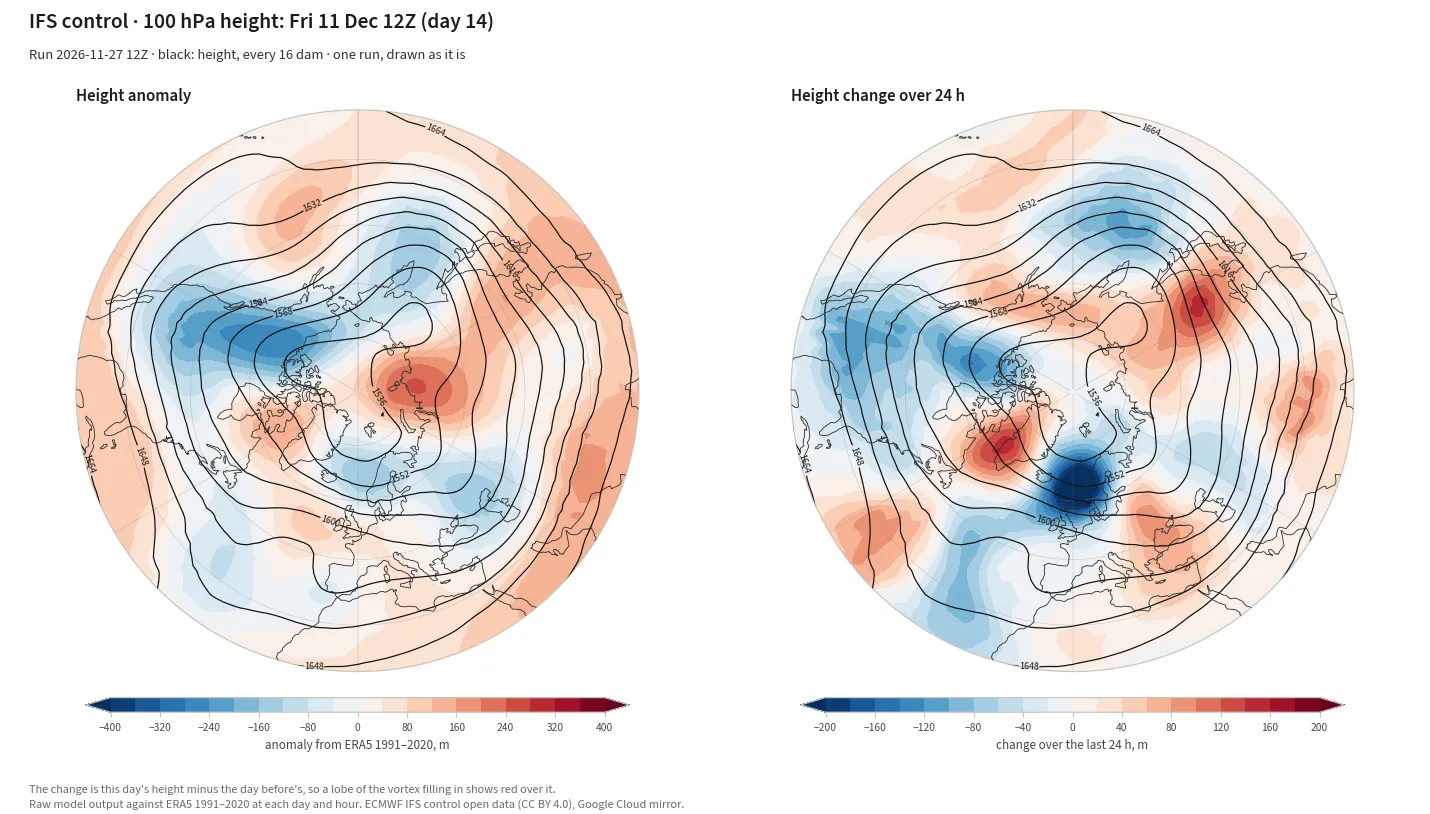 IFS control · 100 hPa height: Fri 11 Dec 12Z (day 14)
Run 2026-11-27 12Z · black: height, every 16 dam · one run, drawn as it is
Height anomaly
Height change over 24 h
1664
1632
1616
1584
1568
1536
1552
1600
1648
1664
1648
1664
1632
1616
1584
1568
1536
1552
1600
1648
1664
1648
−400 −320 −240 −160 −80 0 80 160 240 320 400
anomaly from ERA5 1991–2020, m
−200 −160 −120 −80 −40 0 40 80 120 160 200
change over the last 24 h, m
The change is this day's height minus the day before's, so a lobe of the vortex filling in shows red over it.
Raw model output against ERA5 1991–2020 at each day and hour. ECMWF IFS control open data (CC BY 4.0), Google Cloud mirror.